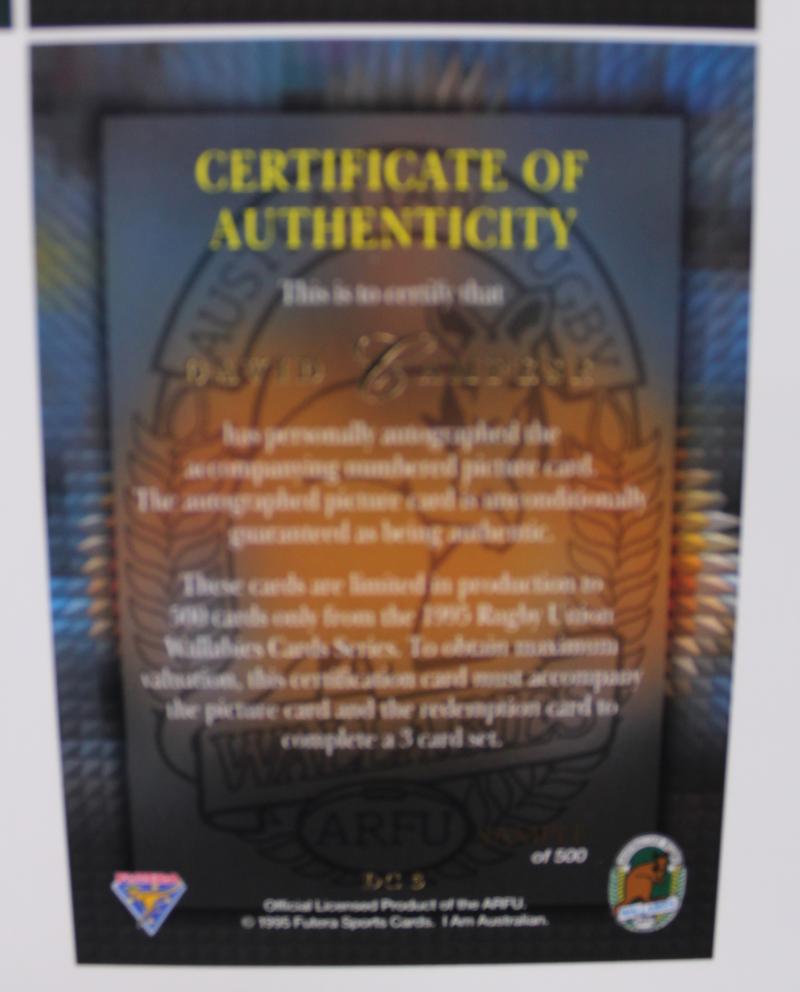 CERTIFICATE OF
AUTHENTICITY
This is to certify that
DAVID CAMPESE
has personally autographed the
accompanying numbered picture card.
The autographed picture card is unconditionally
guaranteed as being authentic.
These cards are limited in production to
500 cards only from the 1995 Rugby Union
Wallabies Cards Series. To obtain maximum
valuation, this certification card must accompany
the picture card and the redemption card to
complete a 3 card set.
WALLABIES
ARFU
SAMPLE
of 500
Official Licensed Product of the ARFU.
© 1995 Futera Sports Cards. I Am Australian.